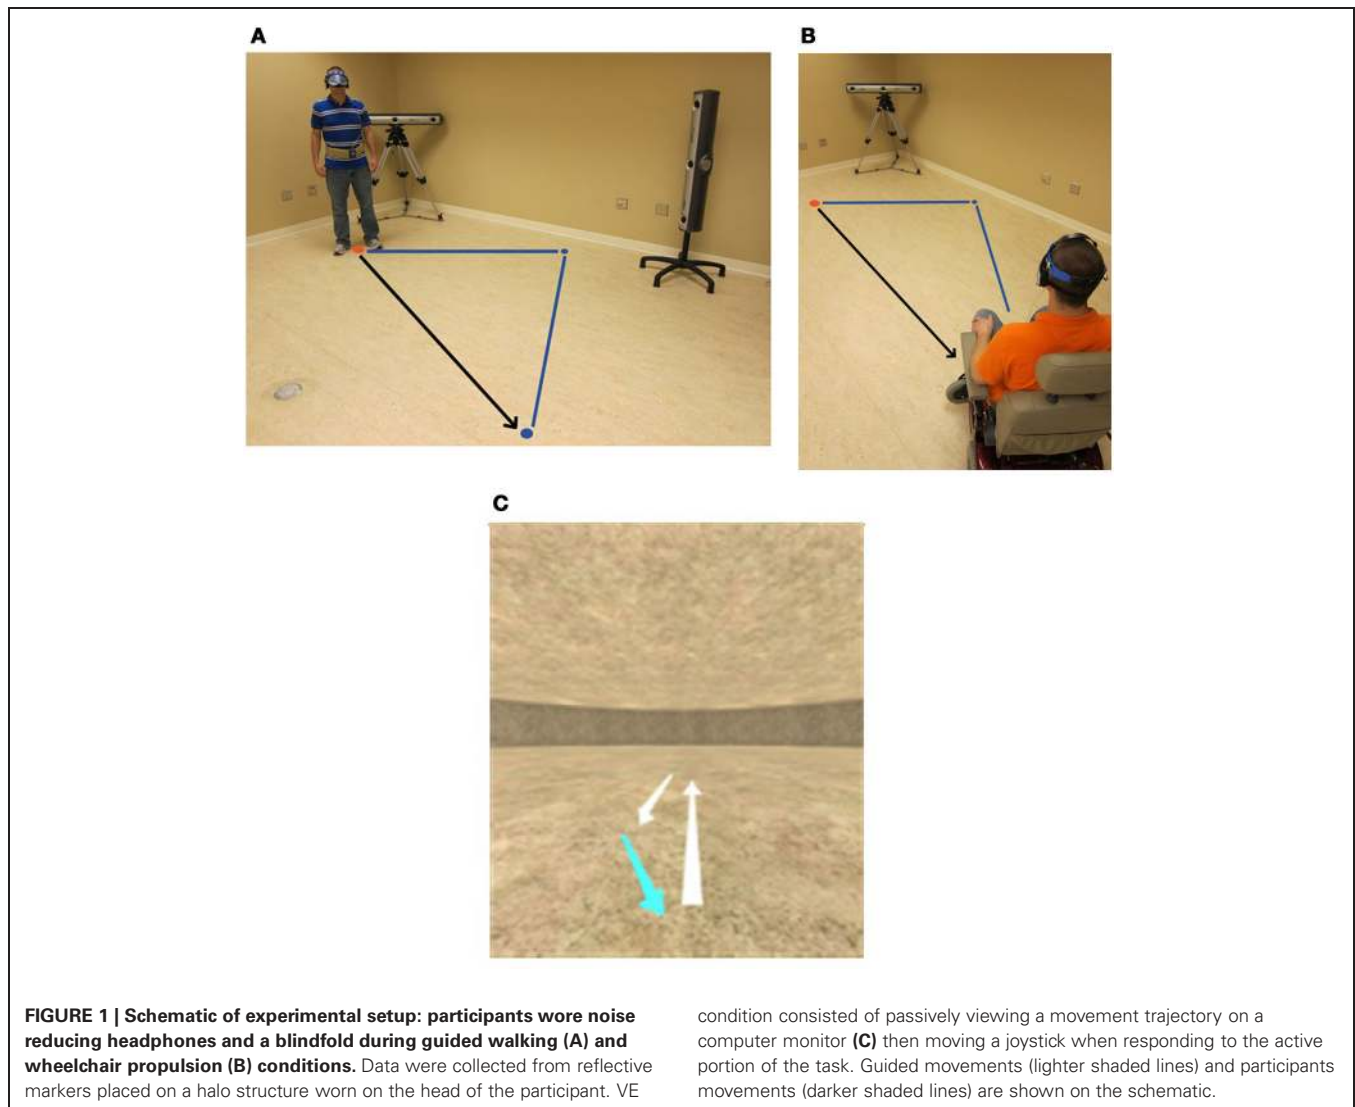 A
B
C
FIGURE 1 | Schematic of experimental setup: participants wore noise
reducing headphones and a blindfold during guided walking (A) and
wheelchair propulsion (B) conditions. Data were collected from reflective
markers placed on a halo structure worn on the head of the participant. VE
condition consisted of passively viewing a movement trajectory on a
computer monitor (C) then moving a joystick when responding to the active
portion of the task. Guided movements (lighter shaded lines) and participants
movements (darker shaded lines) are shown on the schematic.